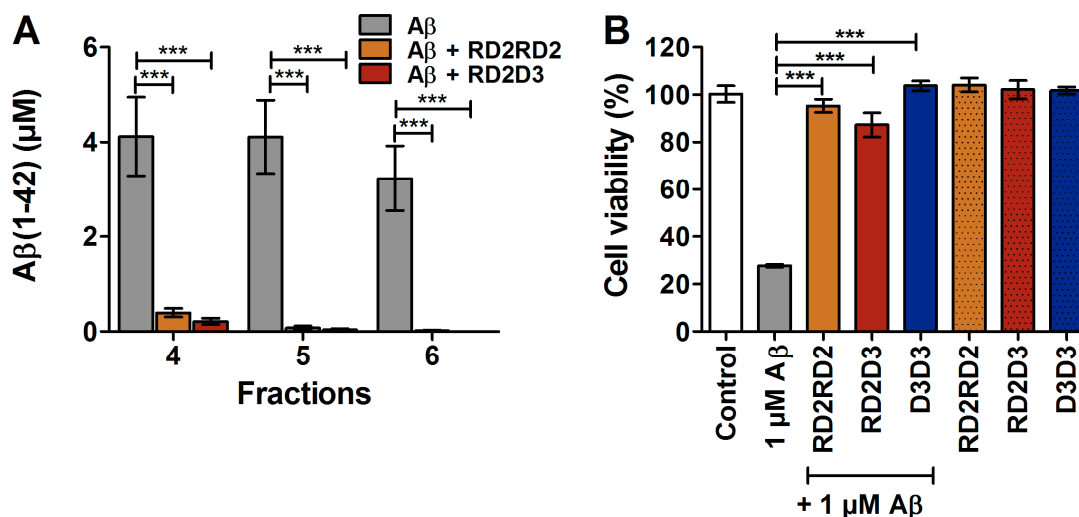 A
Aβ(1-42) (µM)
6
4
2
0
***
***
***
***
***
***
Aβ
Aβ + RD2RD2
Aβ + RD2D3
4 5 6
Fractions
B
Cell viability (%)
120
100
80
60
40
20
0
***
***
***
Control
1 µM Aβ
RD2RD2
RD2D3
D3D3
RD2RD2
RD2D3
D3D3
+ 1 µM Aβ